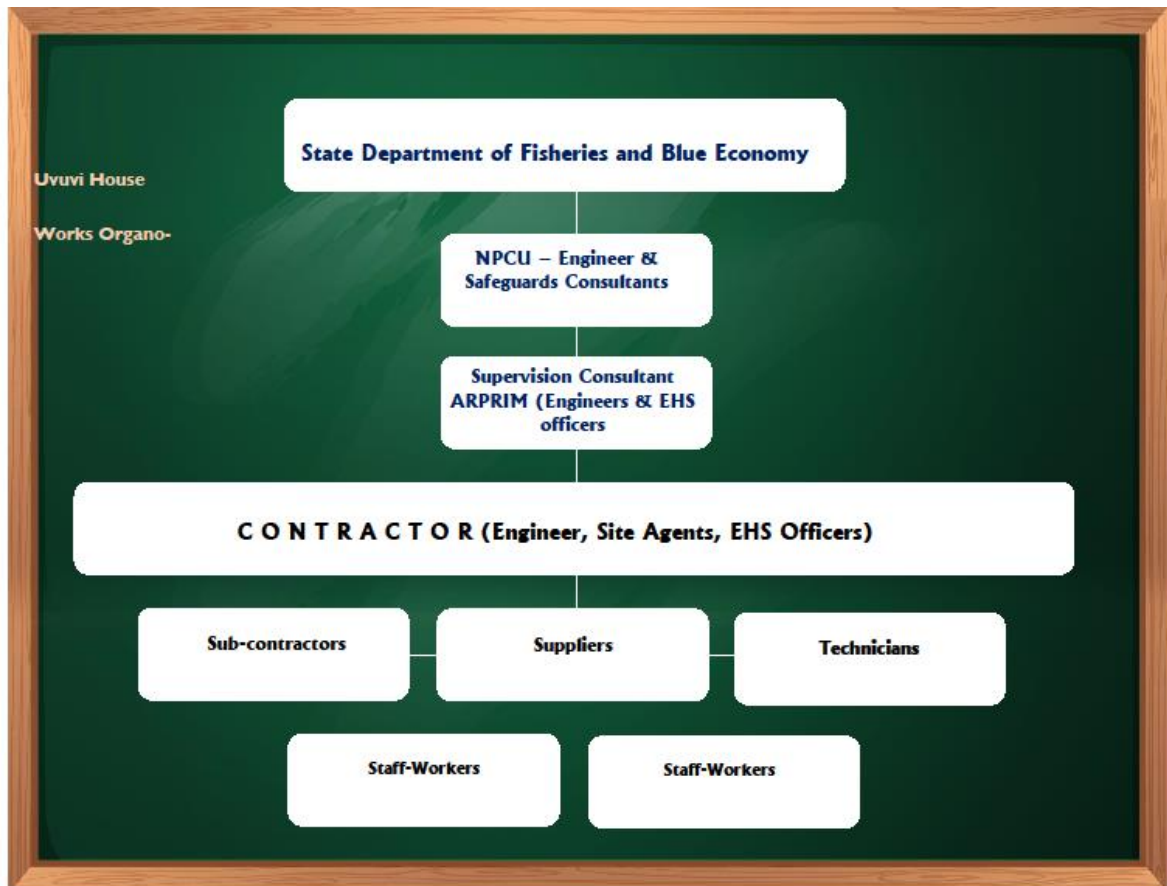 State Department of Fisheries and Blue Economy
Uvuvi House
Works Organo-
NPCU – Engineer &
Safeguards Consultants
Supervision Consultant
ARPRIM (Engineers & EHS
officers
C O N T R A C T O R (Engineer, Site Agents, EHS Officers)
Sub-contractors
Suppliers
Technicians
Staff-Workers
Staff-Workers